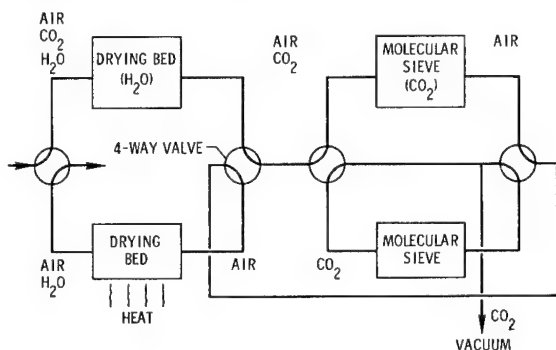 AIR
CO₂
H₂O
DRYING BED
(H₂O)
4-WAY VALVE
AIR
CO₂
MOLECULAR
SIEVE
(CO₂)
AIR
AIR
H₂O
DRYING
BED
HEAT
AIR
CO₂
MOLECULAR
SIEVE
CO₂
VACUUM